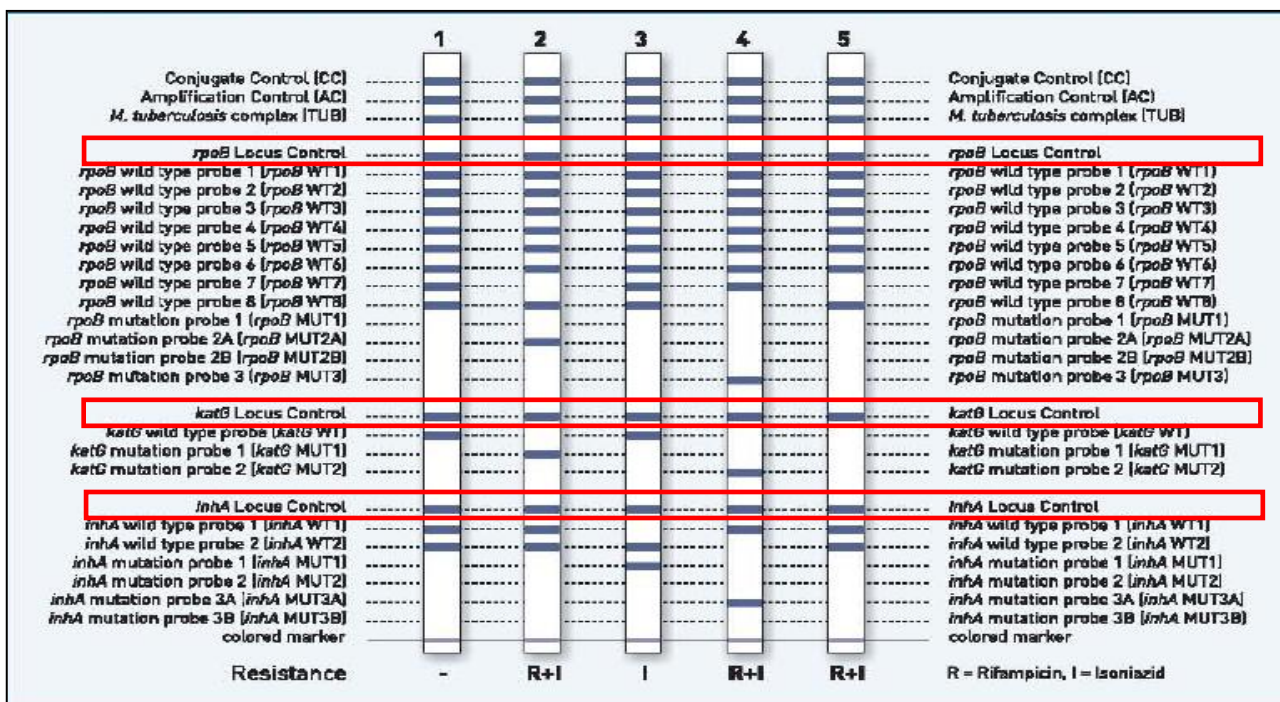 1 2 3 4 5
Conjugate Control (CC) Conjugate Control (CC)
Amplification Control (AC) Amplification Control (AC)
M. tuberculosis complex (TUB) M. tuberculosis complex (TUB)
rpoB Locus Control rpoB Locus Control
rpoB wild type probe 1 (rpoB WT1) rpoB wild type probe 1 (rpoB WT1)
rpoB wild type probe 2 (rpoB WT2) rpoB wild type probe 2 (rpoB WT2)
rpoB wild type probe 3 (rpoB WT3) rpoB wild type probe 3 (rpoB WT3)
rpoB wild type probe 4 (rpoB WT4) rpoB wild type probe 4 (rpoB WT4)
rpoB wild type probe 5 (rpoB WT5) rpoB wild type probe 5 (rpoB WT5)
rpoB wild type probe 6 (rpoB WT6) rpoB wild type probe 6 (rpoB WT6)
rpoB wild type probe 7 (rpoB WT7) rpoB wild type probe 7 (rpoB WT7)
rpoB wild type probe 8 (rpoB WT8) rpoB wild type probe 8 (rpoB WT8)
rpoB mutation probe 1 (rpoB MUT1) rpoB mutation probe 1 (rpoB MUT1)
rpoB mutation probe 2A (rpoB MUT2A) rpoB mutation probe 2A (rpoB MUT2A)
rpoB mutation probe 2B (rpoB MUT2B) rpoB mutation probe 2B (rpoB MUT2B)
rpoB mutation probe 3 (rpoB MUT3) rpoB mutation probe 3 (rpoB MUT3)
katG Locus Control katG Locus Control
katG wild type probe (katG WT) katG wild type probe (katG WT)
katG mutation probe 1 (katG MUT1) katG mutation probe 1 (katG MUT1)
katG mutation probe 2 (katG MUT2) katG mutation probe 2 (katG MUT2)
inhA Locus Control inhA Locus Control
inhA wild type probe 1 (inhA WT1) inhA wild type probe 1 (inhA WT1)
inhA wild type probe 2 (inhA WT2) inhA wild type probe 2 (inhA WT2)
inhA mutation probe 1 (inhA MUT1) inhA mutation probe 1 (inhA MUT1)
inhA mutation probe 2 (inhA MUT2) inhA mutation probe 2 (inhA MUT2)
inhA mutation probe 3A (inhA MUT3A) inhA mutation probe 3A (inhA MUT3A)
inhA mutation probe 3B (inhA MUT3B) inhA mutation probe 3B (inhA MUT3B)
colored marker colored marker
Resistance - R+I I R+I R+I R = Rifampicin, I = Isoniazid